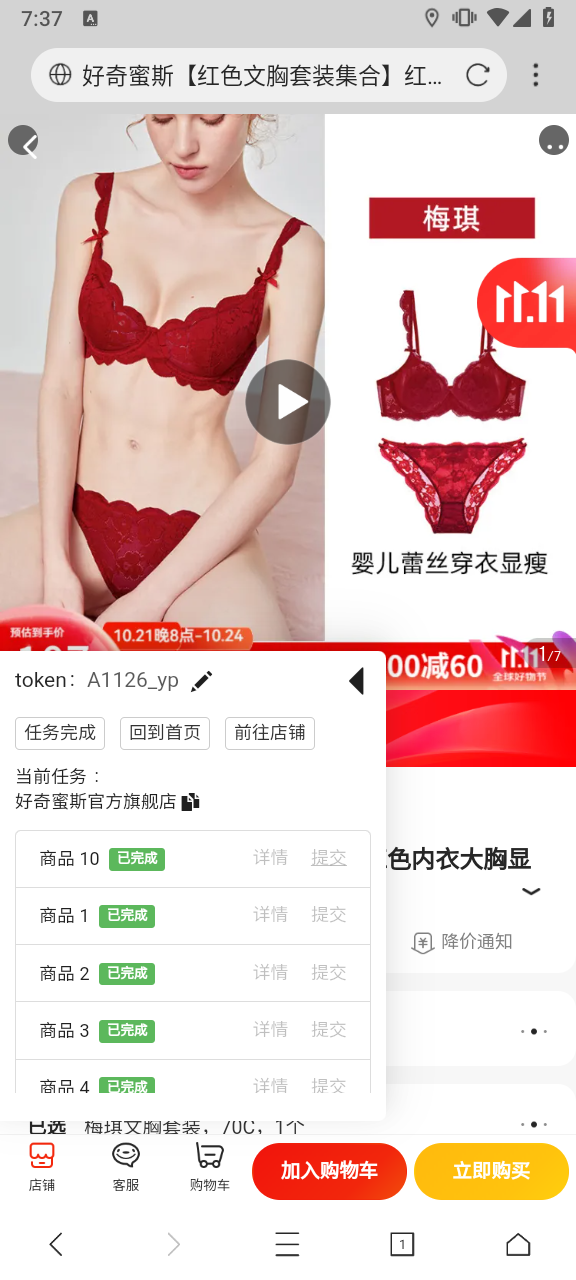 7:37
A
好奇蜜斯【红色文胸套装集合】红...
梅琪
11.11
婴儿蕾丝穿衣显瘦
预估到手价
10.21晚8点-10.24
00减60
11.11
全球好物节
1/7
token: A1126_yp
任务完成
回到首页
前往店铺
当前任务：
好奇蜜斯官方旗舰店
商品 10 已完成 详情 提交
商品 1 已完成 详情 提交
商品 2 已完成 详情 提交
商品 3 已完成 详情 提交
商品 4 已完成 详情 提交
色内衣大胸显
降价通知
已选 梅琪文胸套装，70C，1个
店铺
客服
购物车
加入购物车
立即购买
1